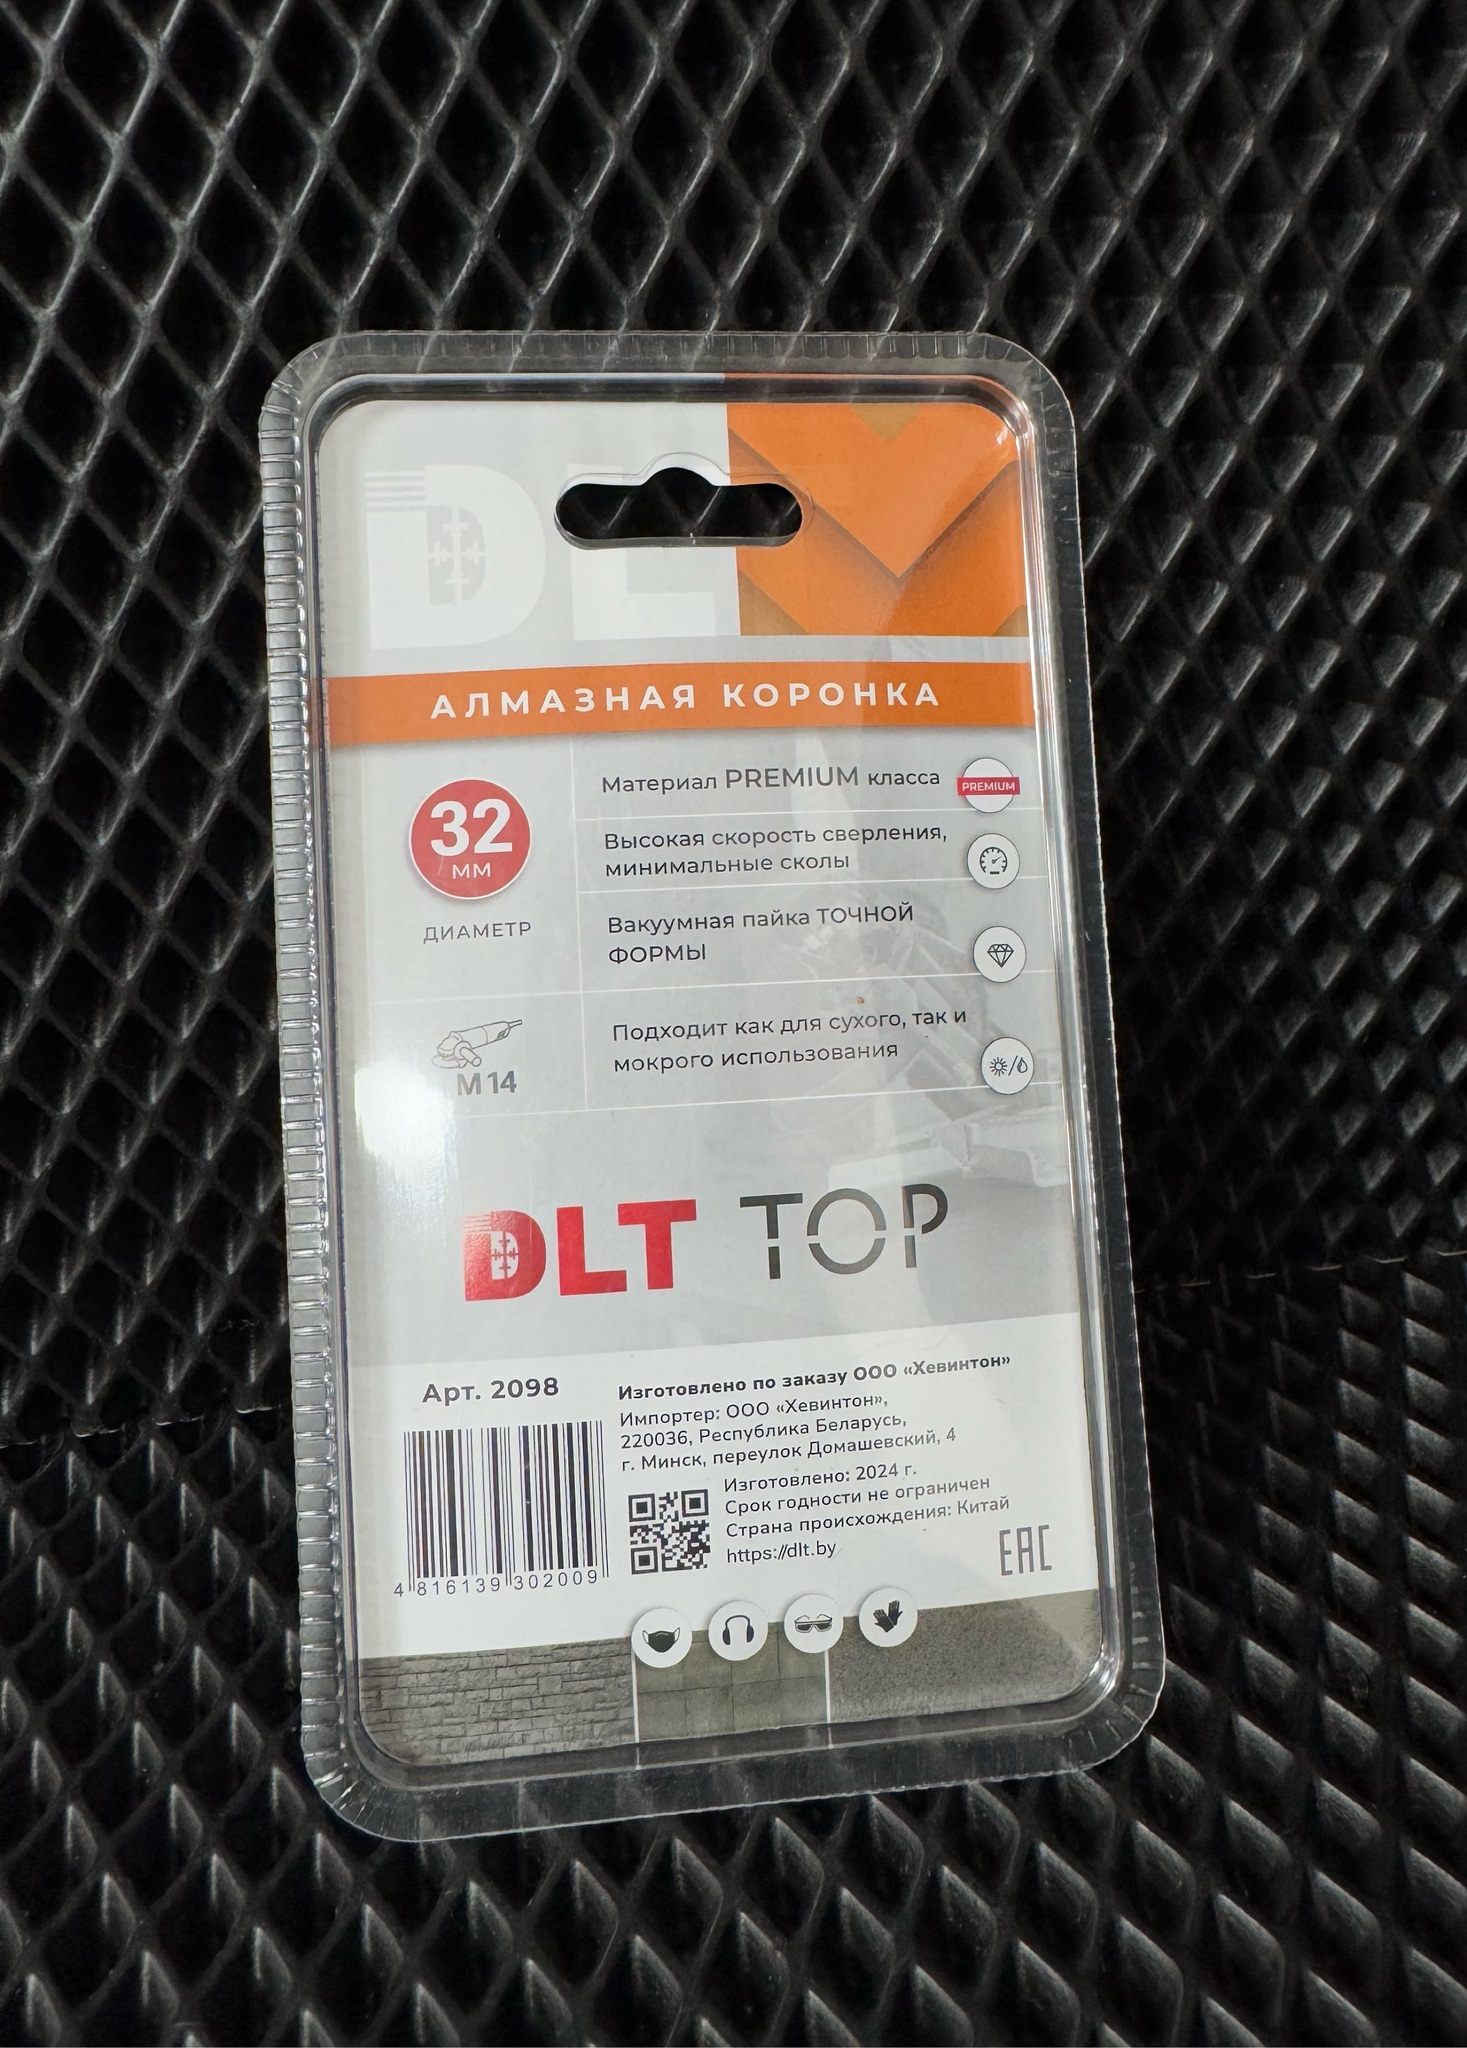 DL
АЛМАЗНАЯ КОРОНКА
32
ММ
ДИАМЕТР
M 14
Материал PREMIUM класса
PREMIUM
Высокая скорость сверления,
минимальные сколы
Вакуумная пайка ТОЧНОЙ
ФОРМЫ
Подходит как для сухого, так и
мокрого использования
DLT TOP
Арт. 2098
4 816139 302009
Изготовлено по заказу ООО «Хевинтон»
Импортер: ООО «Хевинтон»,
220036, Республика Беларусь,
г. Минск, переулок Домашевский, 4
Изготовлено: 2024 г.
Срок годности не ограничен
Страна происхождения: Китай
https://dlt.by
EAC